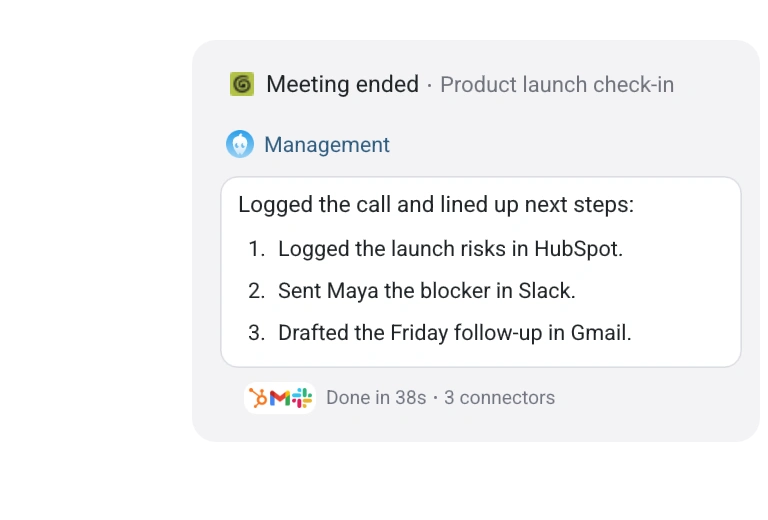 Meeting ended · Product launch check-in
Management
Logged the call and lined up next steps:
1. Logged the launch risks in HubSpot.
2. Sent Maya the blocker in Slack.
3. Drafted the Friday follow-up in Gmail.
Done in 38s · 3 connectors